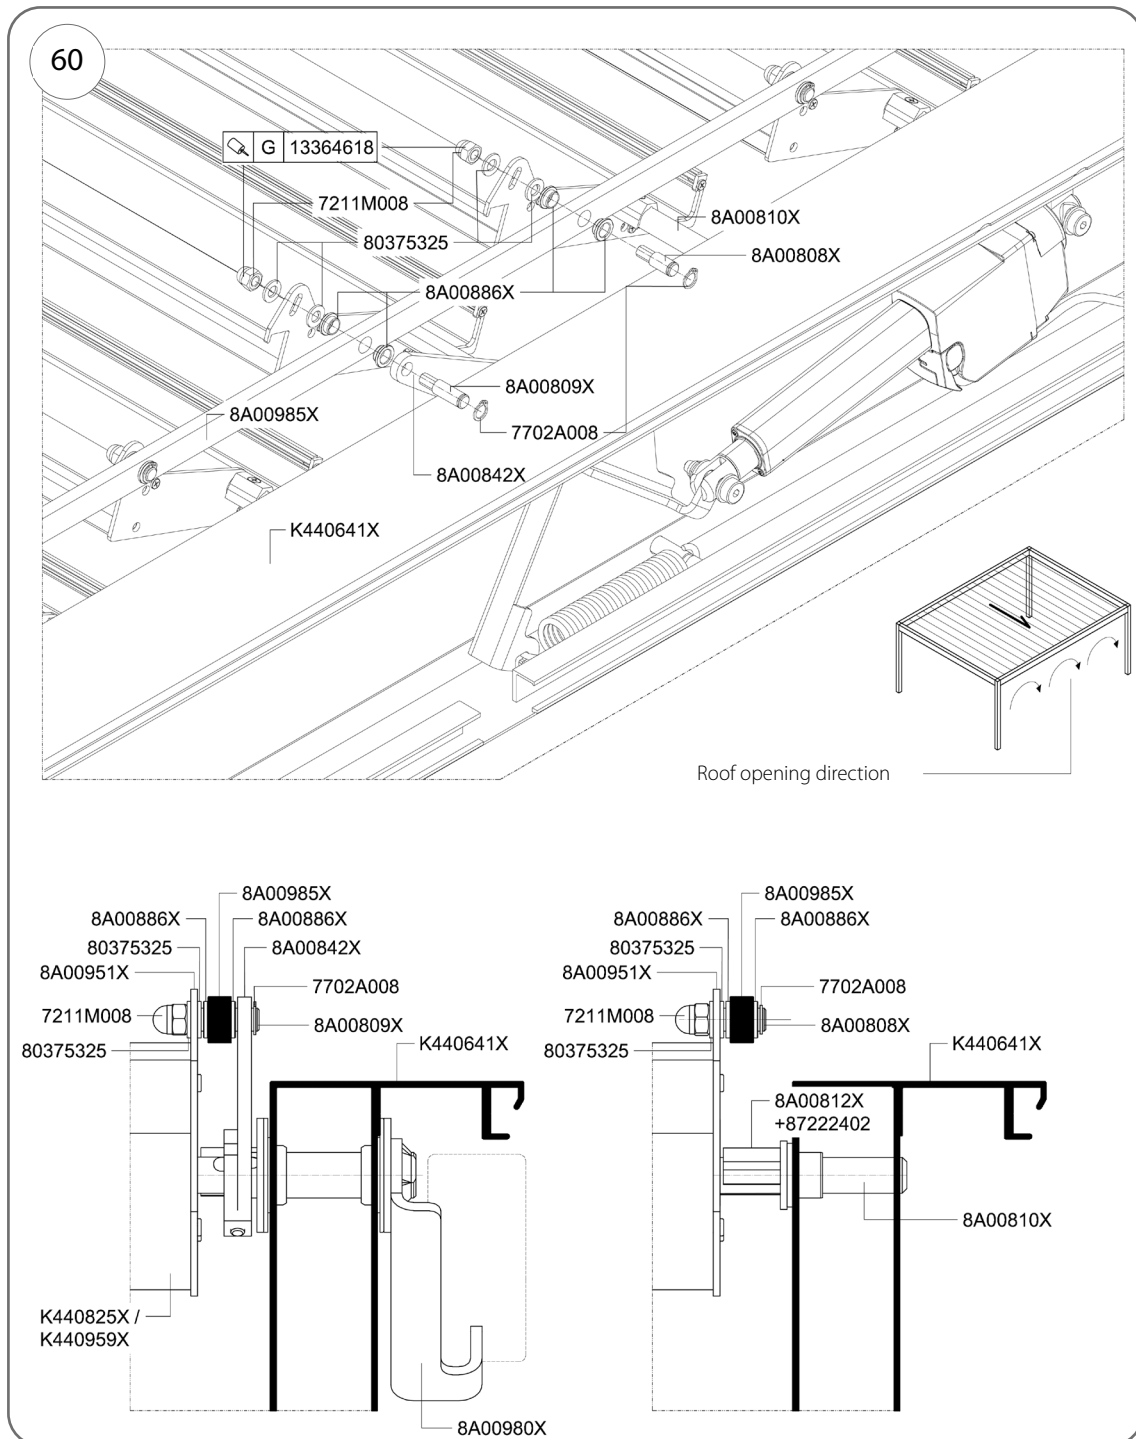 60
G 13364618
7211M008
80375325
8A00886X
8A00810X
8A00808X
8A00809X
8A00985X
7702A008
8A00842X
K440641X
Roof opening direction
8A00985X
8A00886X
8A00886X
80375325
8A00842X
8A00951X
7702A008
7211M008
8A00809X
80375325
K440641X
K440825X /
K440959X
8A00980X
8A00985X
8A00886X
8A00886X
80375325
8A00951X
7702A008
7211M008
8A00808X
80375325
K440641X
8A00812X
+87222402
8A00810X